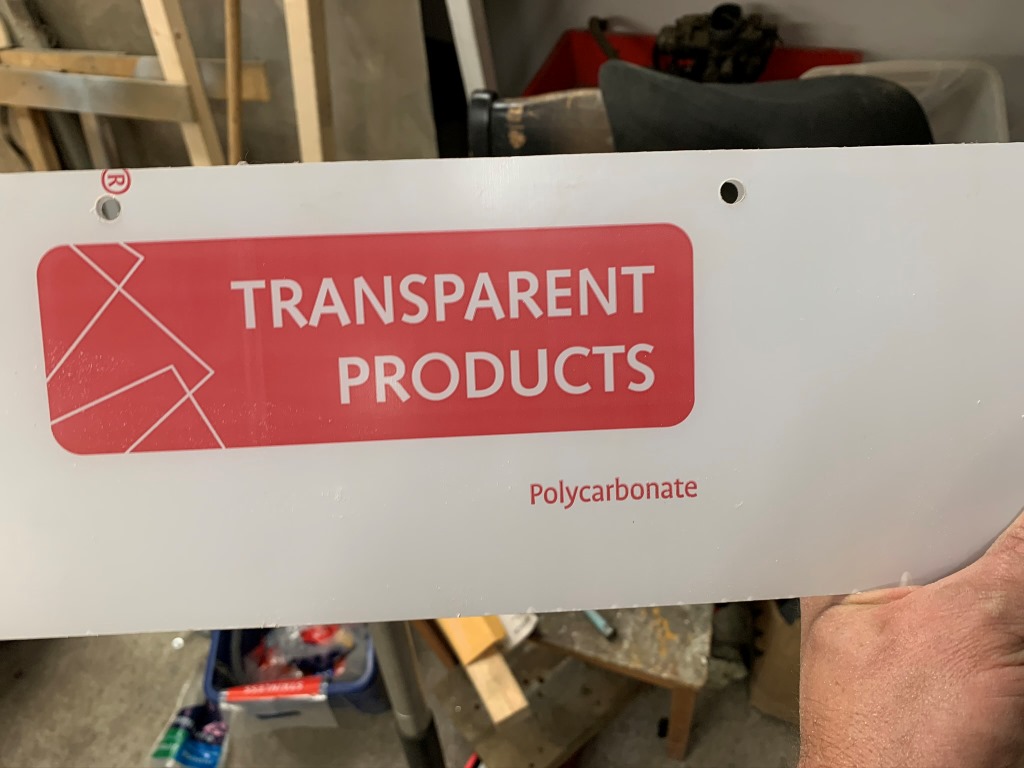 ®
TRANSPARENT
PRODUCTS
Polycarbonate